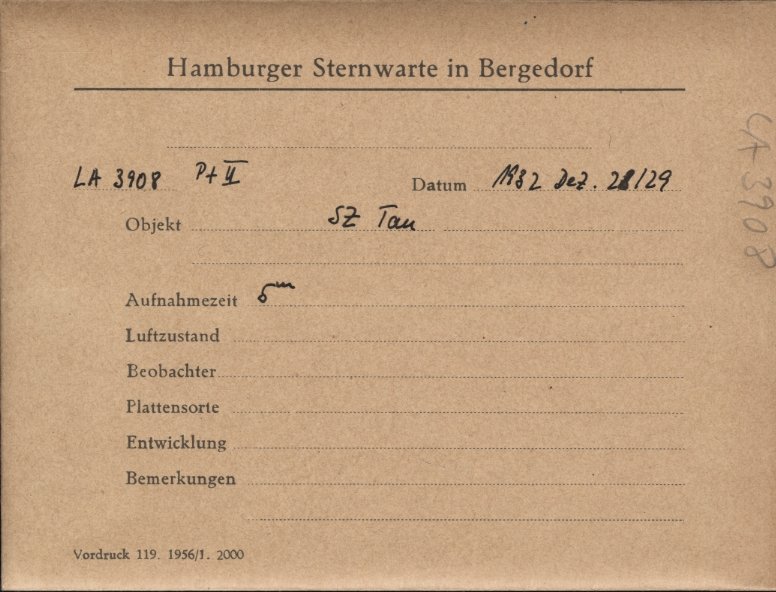 Hamburger Sternwarte in Bergedorf
LA 3908 P+II Datum 1932 Dez. 28/29
Objekt SZ Tau
Aufnahmezeit 5m
Luftzustand
Beobachter
Plattensorte
Entwicklung
Bemerkungen
Vordruck 119. 1956/1. 2000
LA 3908